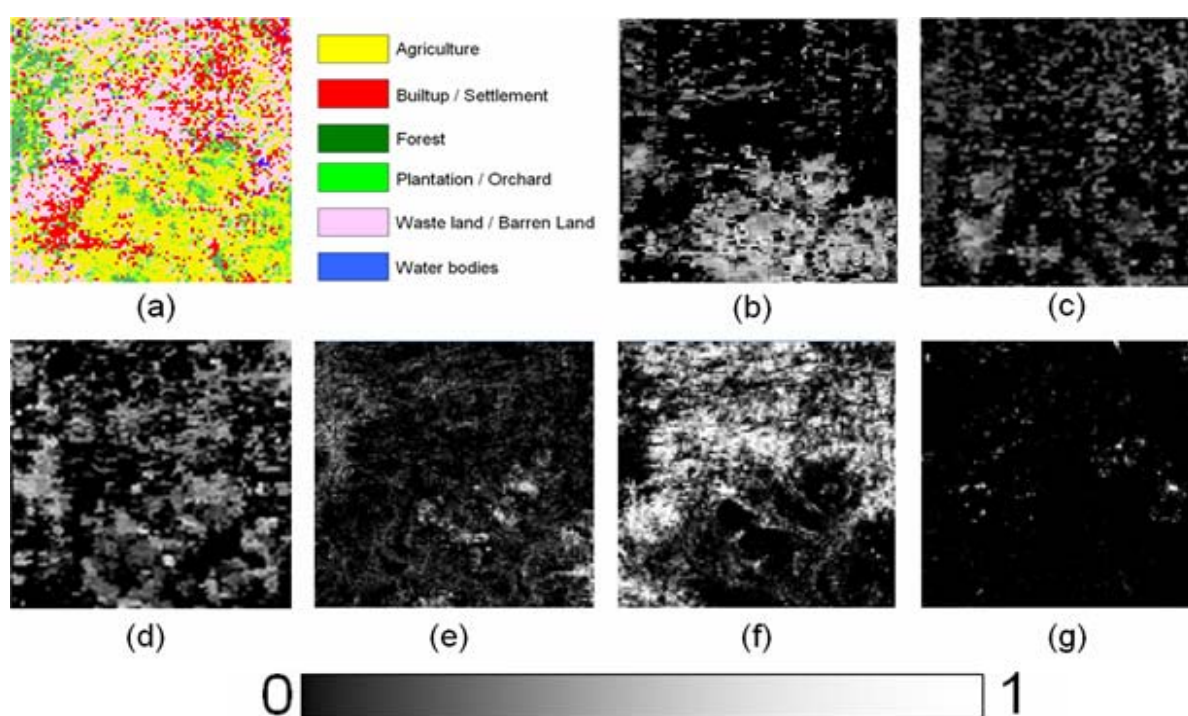 Agriculture
Builtup / Settlement
Forest
Plantation / Orchard
Waste land / Barren Land
Water bodies
(a)
(b)
(c)
(d)
(e)
(f)
(g)
0
1